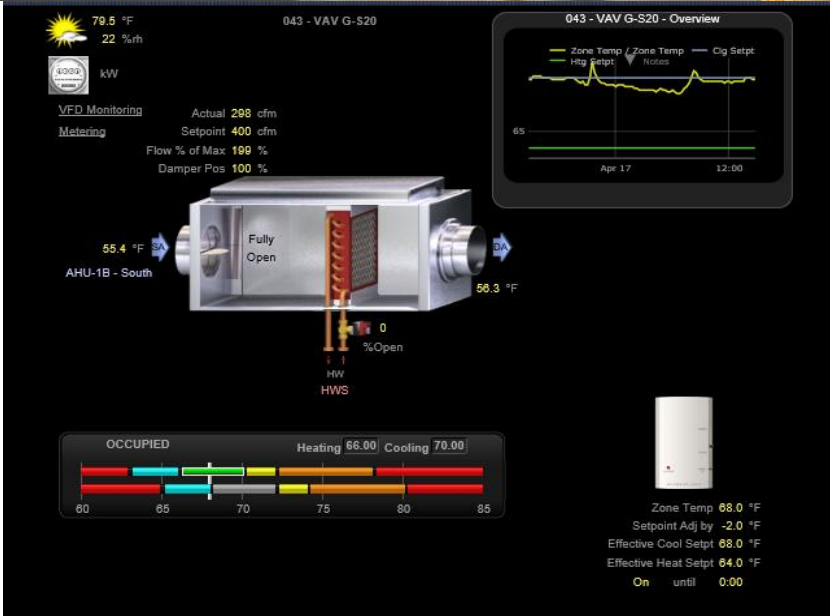 79.5 °F
22 %rh
043 - VAV G-S20
kW
VFD Monitoring
Metering
Actual 298 cfm
Setpoint 400 cfm
Flow % of Max 199 %
Damper Pos 100 %
043 - VAV G-S20 - Overview
Zone Temp / Zone Temp
Clg Setpt
Htg Setpt
Notes
65
Apr 17
12:00
55.4 °F
SA
AHU-1B - South
Fully
Open
DA
56.3 °F
0
%Open
HW
HWS
OCCUPIED
Heating 66.00 Cooling 70.00
60 65 70 75 80 85
Zone Temp 68.0 °F
Setpoint Adj by -2.0 °F
Effective Cool Setpt 68.0 °F
Effective Heat Setpt 64.0 °F
On until 0:00